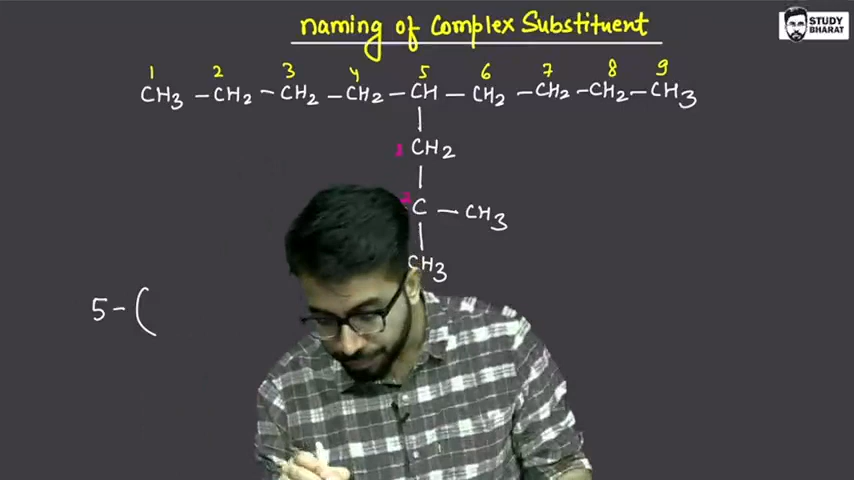 naming of Complex Substituent
STUDY
BHARAT
1 2 3 4 5 6 7 8 9
CH3 – CH2 – CH2 – CH2 – CH – CH2 – CH2 – CH2 – CH3
1 CH2
2 C – CH3
CH3
5 – (